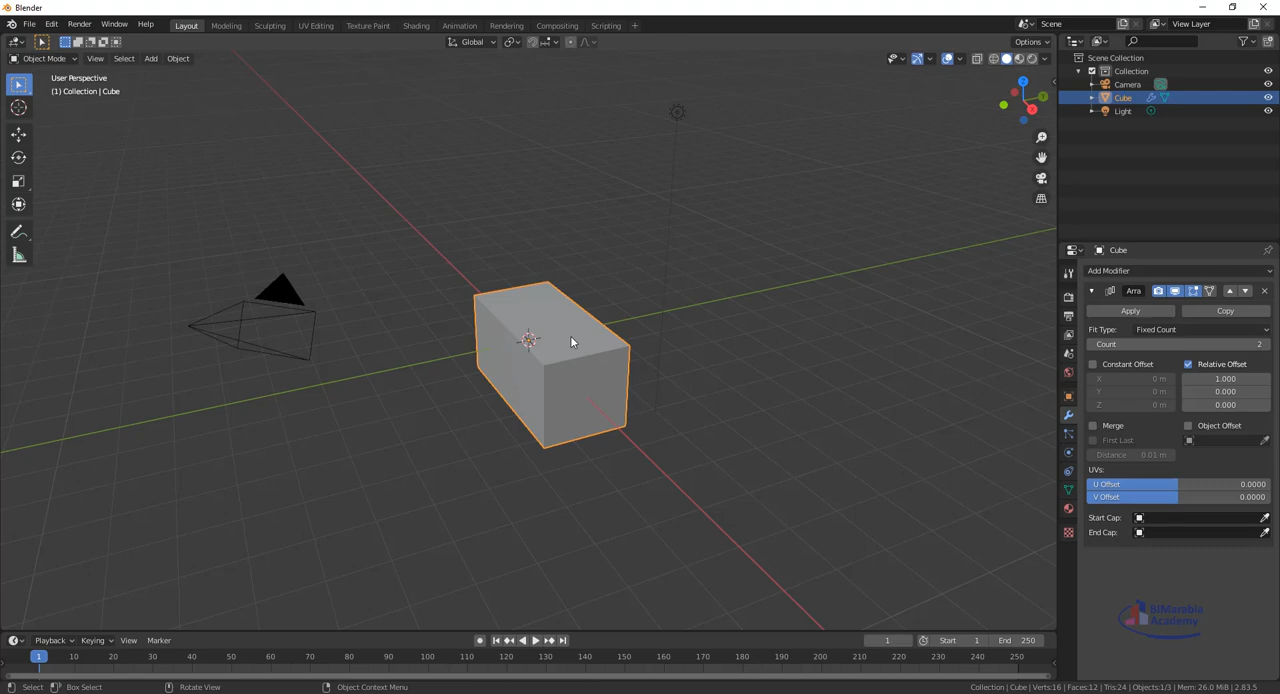 Blender
File Edit Render Window Help
Layout Modeling Sculpting UV Editing Texture Paint Shading Animation Rendering Compositing Scripting +
Scene
View Layer
Global
Options
Object Mode View Select Add Object
User Perspective
(1) Collection | Cube
Z
Y
X
Scene Collection
Collection
Camera
Cube
Light
Cube
Add Modifier
Arra
Apply Copy
Fit Type: Fixed Count
Count 2
Constant Offset Relative Offset
X 0 m 1.000
Y 0 m 0.000
Z 0 m 0.000
Merge Object Offset
First Last
Distance 0.01 m
UVs:
U Offset 0.0000
V Offset 0.0000
Start Cap:
End Cap:
BIMarabia
Academy
Playback Keying View Marker
1 Start 1 End 250
1 10 20 30 40 50 60 70 80 90 100 110 120 130 140 150 160 170 180 190 200 210 220 230 240 250
Select Box Select Rotate View Object Context Menu
Collection | Cube | Verts:16 | Faces:12 | Tris:24 | Objects:1/3 | Mem: 26.0 MiB | 2.83.5